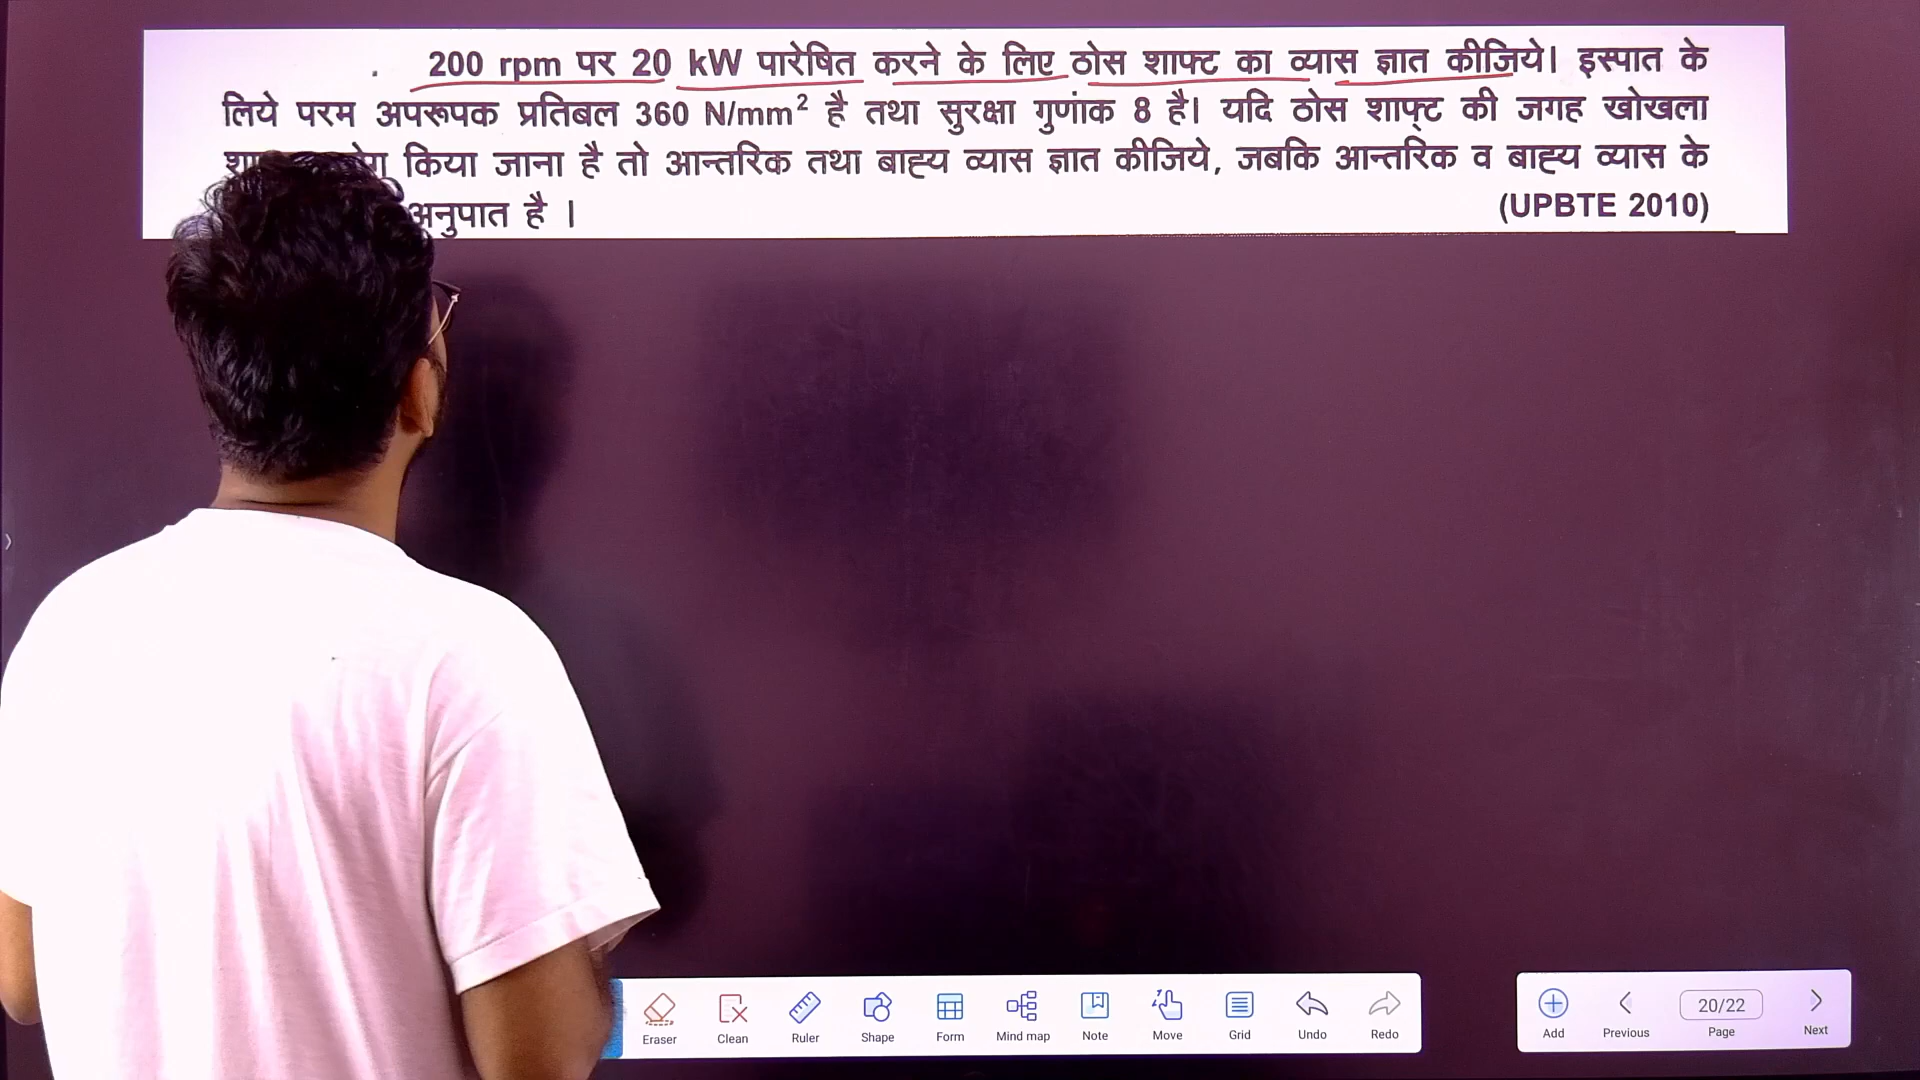 200 rpm पर 20 kW पारेषित करने के लिए ठोस शाफ्ट का व्यास ज्ञात कीजिये। इस्पात के
लिये परम अपरूपक प्रतिबल 360 N/mm² है तथा सुरक्षा गुणांक 8 है। यदि ठोस शाफ्ट की जगह खोखला
किया जाना है तो आन्तरिक तथा बाह्य व्यास ज्ञात कीजिये, जबकि आन्तरिक व बाह्य व्यास के
अनुपात है ।
(UPBTE 2010)
Eraser Clean Ruler Shape Form Mind map Note Move Grid Undo Redo
Add Previous 20/22 Page Next